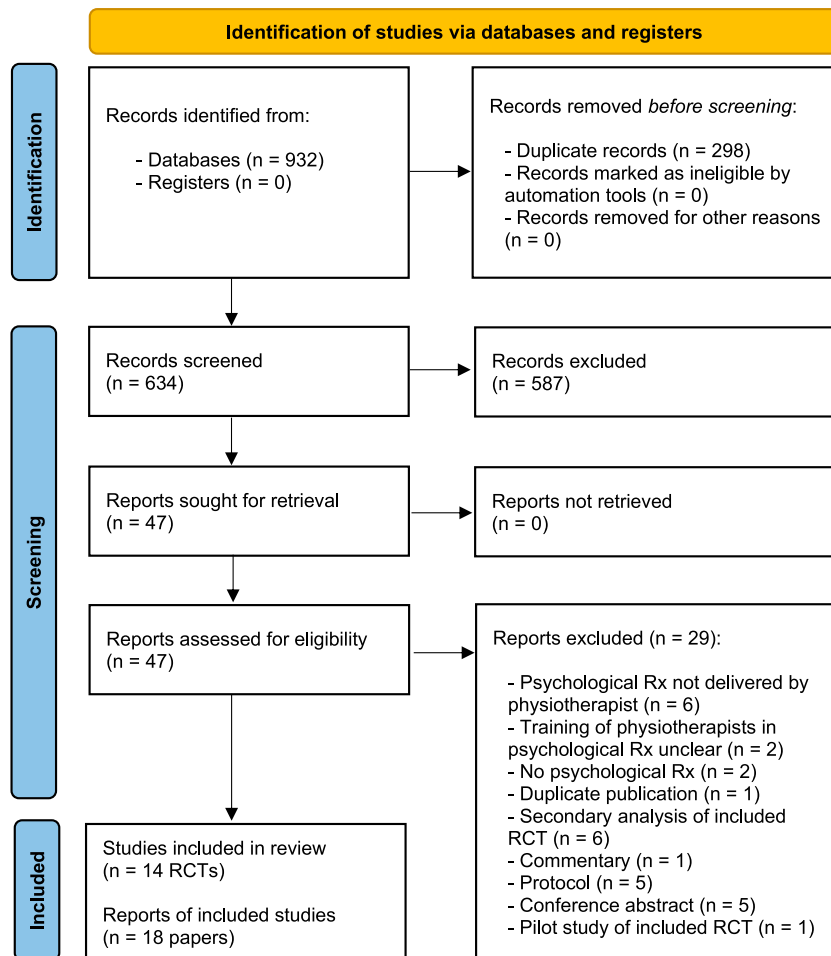 Identification of studies via databases and registers
Identification
Records identified from:
- Databases (n = 932)
- Registers (n = 0)
Records removed before screening:
- Duplicate records (n = 298)
- Records marked as ineligible by
automation tools (n = 0)
- Records removed for other reasons
(n = 0)
Screening
Records screened
(n = 634)
Records excluded
(n = 587)
Reports sought for retrieval
(n = 47)
Reports not retrieved
(n = 0)
Reports assessed for eligibility
(n = 47)
Reports excluded (n = 29):
- Psychological Rx not delivered by
physiotherapist (n = 6)
- Training of physiotherapists in
psychological Rx unclear (n = 2)
- No psychological Rx (n = 2)
- Duplicate publication (n = 1)
- Secondary analysis of included
RCT (n = 6)
- Commentary (n = 1)
- Protocol (n = 5)
- Conference abstract (n = 5)
- Pilot study of included RCT (n = 1)
Included
Studies included in review
(n = 14 RCTs)
Reports of included studies
(n = 18 papers)